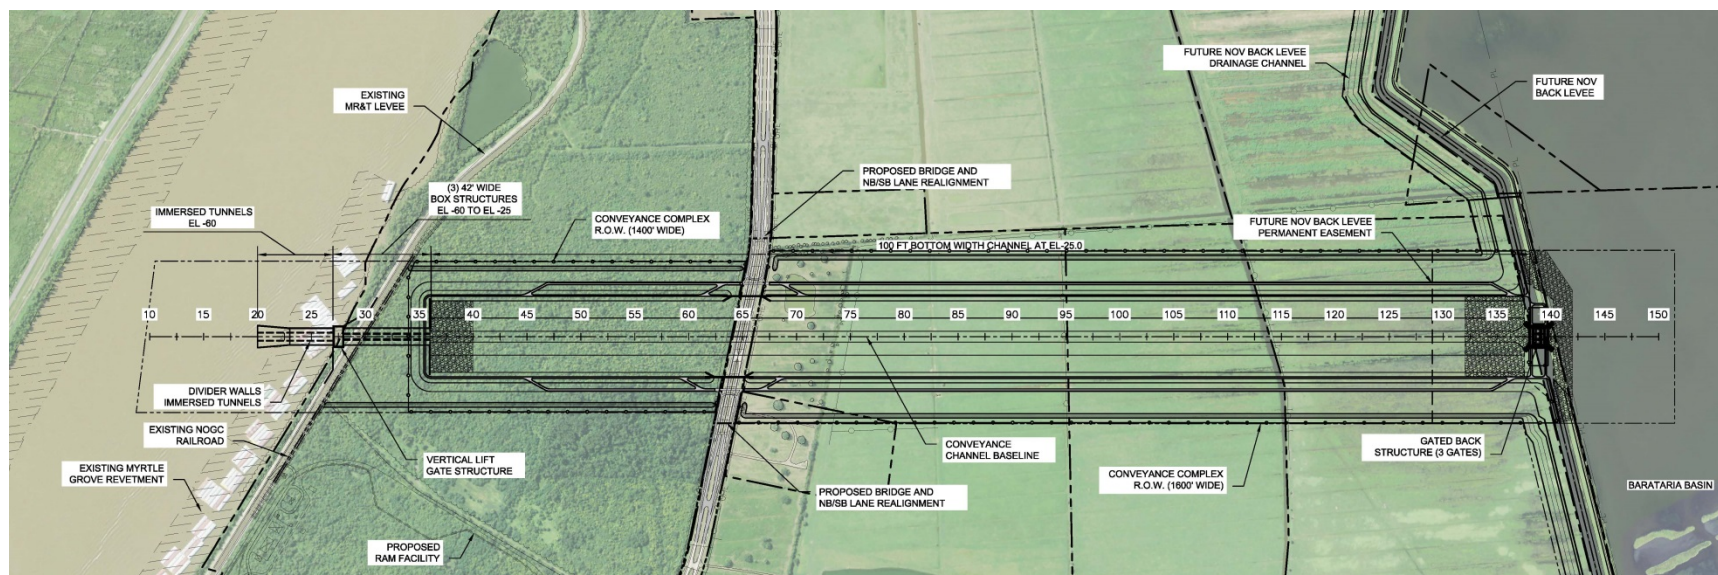 FUTURE NOV BACK LEVEE
DRAINAGE CHANNEL
FUTURE NOV
BACK LEVEE
EXISTING
MR&T LEVEE
PROPOSED BRIDGE AND
NB/SB LANE REALIGNMENT
(3) 42' WIDE
BOX STRUCTURES
EL -60 TO EL -25
IMMERSED TUNNELS
EL -60
CONVEYANCE COMPLEX
R.O.W. (1400' WIDE)
FUTURE NOV BACK LEVEE
PERMANENT EASEMENT
100 FT BOTTOM WIDTH CHANNEL AT EL-25.0
10 15 20 25 30 35 40 45 50 55 60 65 70 75 80 85 90 95 100 105 110 115 120 125 130 135 140 145 150
DIVIDER WALLS
IMMERSED TUNNELS
EXISTING NOGC
RAILROAD
VERTICAL LIFT
GATE STRUCTURE
CONVEYANCE
CHANNEL BASELINE
GATED BACK
STRUCTURE (3 GATES)
EXISTING MYRTLE
GROVE REVETMENT
CONVEYANCE COMPLEX
R.O.W. (1600' WIDE)
PROPOSED BRIDGE AND
NB/SB LANE REALIGNMENT
BARATARIA BASIN
PROPOSED
RAM FACILITY